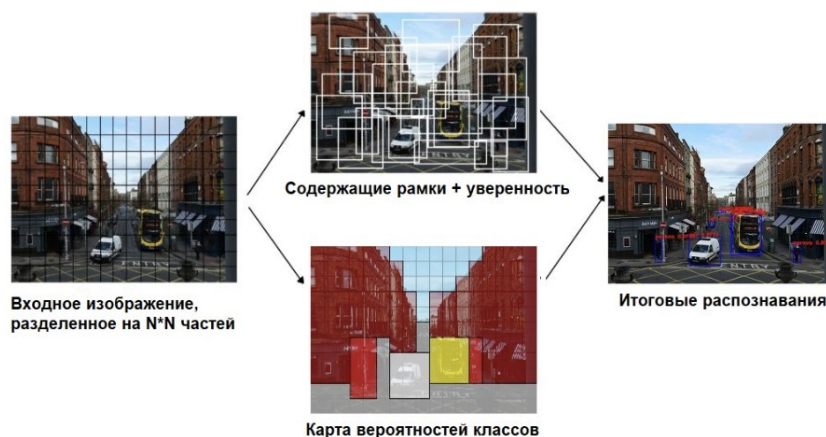 Содержащие рамки + уверенность
Входное изображение,
разделенное на N*N частей
Итоговые распознавания
Карта вероятностей классов